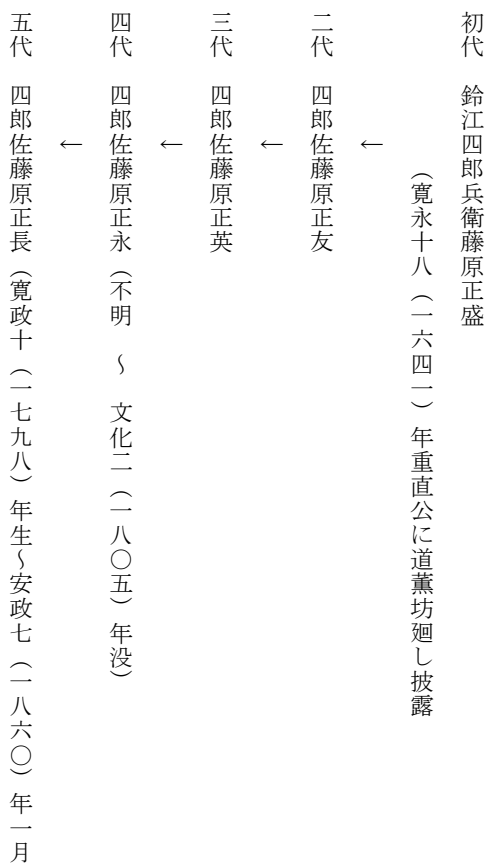 初代　鈴江四郎兵衛藤原正盛
（寛永十八（一六四一）年重直公に道薫坊廻し披露
←
二代　四郎佐藤原正友
←
三代　四郎佐藤原正英
←
四代　四郎佐藤原正永（不明　～　文化二（一八〇五）年没）
←
五代　四郎佐藤原正長（寛政十（一七九八）年生～安政七（一八六〇）年一月